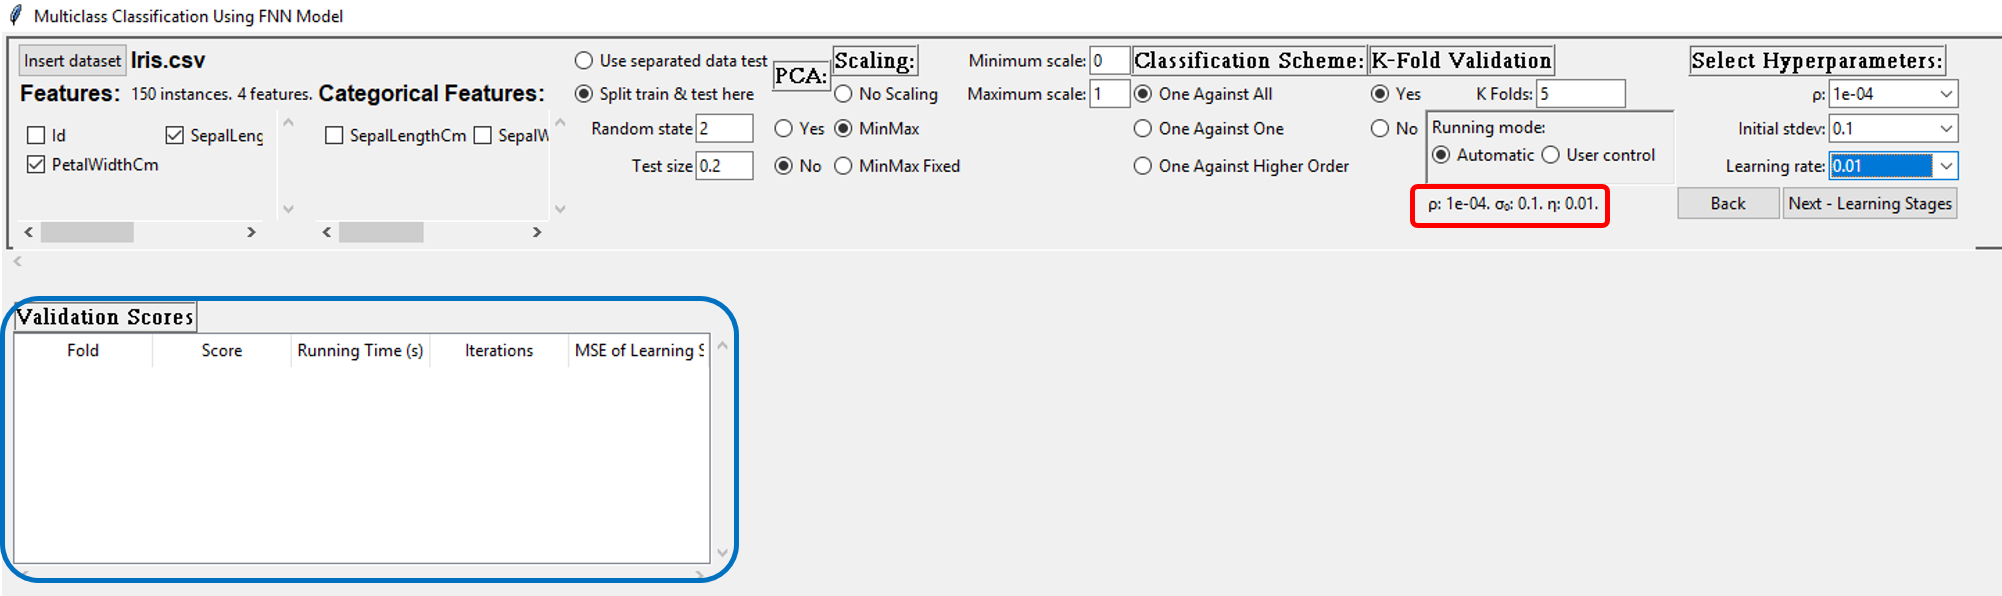 Multiclass Classification Using FNN Model
Insert dataset Iris.csv
Features: 150 instances. 4 features. Categorical Features:
Id SepalLeng
PetalWidthCm
SepalLengthCm SepalW
Use separated data test
Split train & test here
Random state 2
Test size 0.2
PCA:
Yes
No
Scaling:
No Scaling
MinMax
MinMax Fixed
Minimum scale: 0
Maximum scale: 1
Classification Scheme:
One Against All
One Against One
One Against Higher Order
K-Fold Validation
Yes K Folds: 5
No
Running mode:
Automatic User control
ρ: 1e-04. σ₀: 0.1. η: 0.01.
Select Hyperparameters:
ρ: 1e-04
Initial stdev: 0.1
Learning rate: 0.01
Back Next - Learning Stages
Validation Scores
Fold Score Running Time (s) Iterations MSE of Learning S